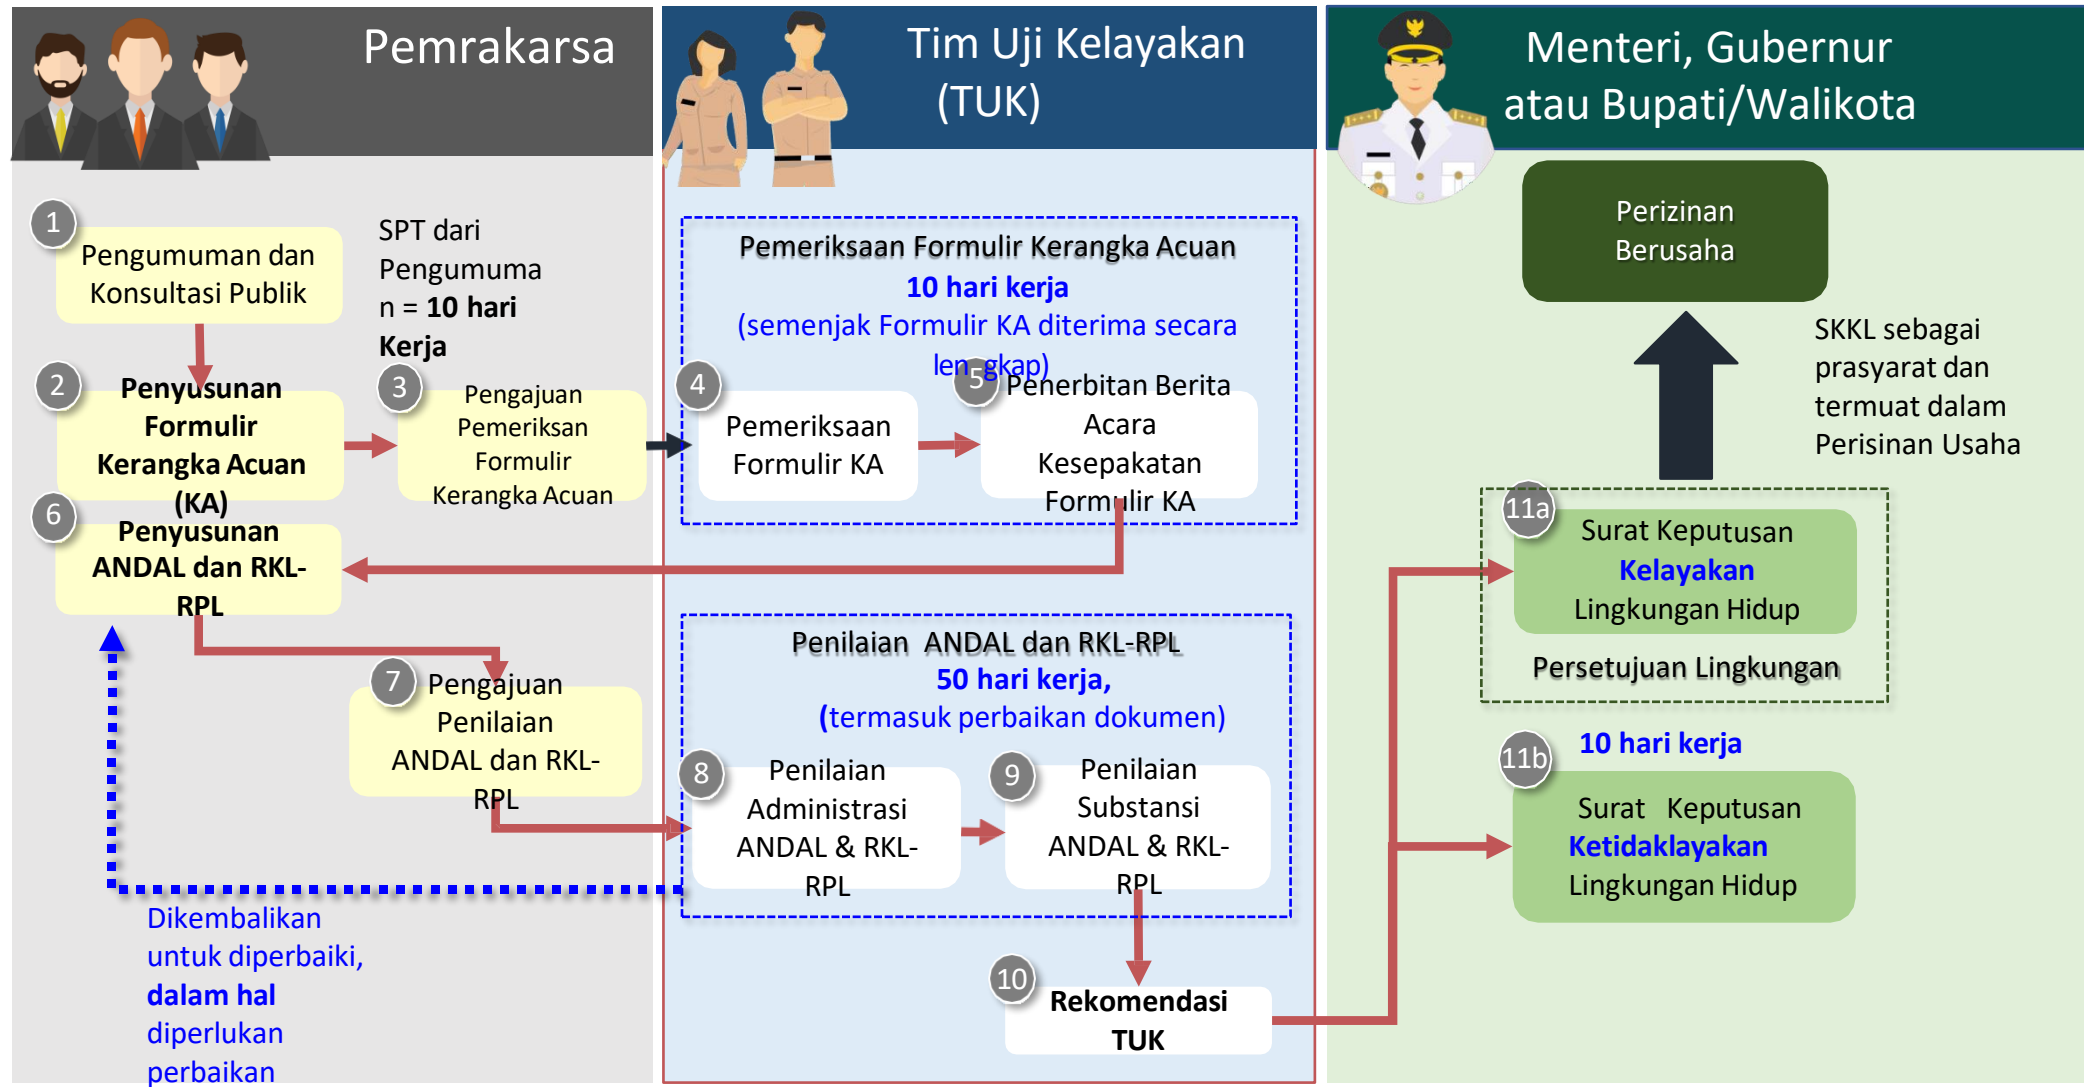 Pemrakarsa
Tim Uji Kelayakan
(TUK)
Menteri, Gubernur
atau Bupati/Walikota
1
Pengumuman dan
Konsultasi Publik
SPT dari
Pengumuma
n = 10 hari
Kerja
2
Penyusunan
Formulir
Kerangka Acuan
(KA)
3
Pengajuan
Pemeriksan
Formulir
Kerangka Acuan
Pemeriksaan Formulir Kerangka Acuan
10 hari kerja
(semenjak Formulir KA diterima secara
len gkap)
4
Pemeriksaan
Formulir KA
5
Penerbitan Berita
Acara
Kesepakatan
Formulir KA
6
Penyusunan
ANDAL dan RKL-
RPL
7
Pengajuan
Penilaian
ANDAL dan RKL-
RPL
Penilaian ANDAL dan RKL-RPL
50 hari kerja,
(termasuk perbaikan dokumen)
8
Penilaian
Administrasi
ANDAL & RKL-
RPL
9
Penilaian
Substansi
ANDAL & RKL-
RPL
Dikembalikan
untuk diperbaiki,
dalam hal
diperlukan
perbaikan
10
Rekomendasi
TUK
Perizinan
Berusaha
SKKL sebagai
prasyarat dan
termuat dalam
Perisinan Usaha
11a
Surat Keputusan
Kelayakan
Lingkungan Hidup
Persetujuan Lingkungan
10 hari kerja
11b
Surat Keputusan
Ketidaklayakan
Lingkungan Hidup